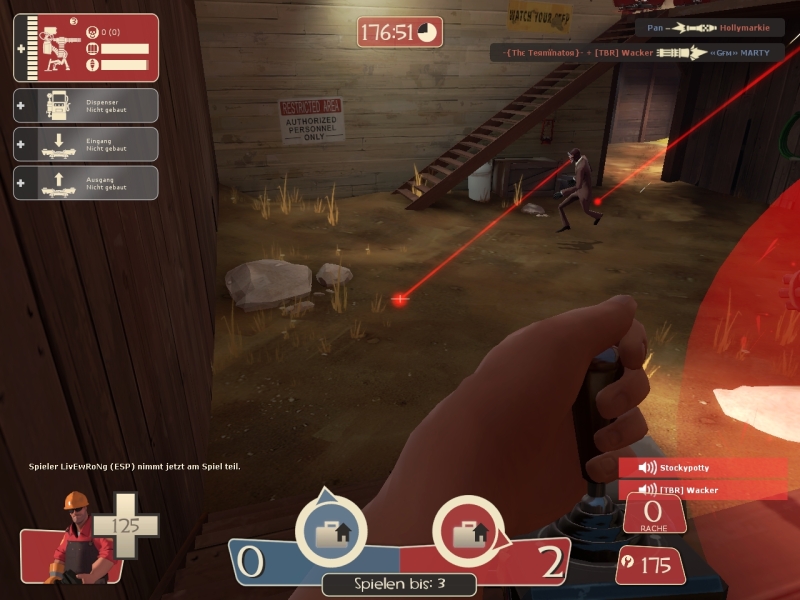 3
0 (0)
176:51
WATCH YOUR STEP
Pan Hollymarkie
-{The Terminator}- + [TBR] Wacker «GFM» MARTY
Dispenser
Nicht gebaut
Eingang
Nicht gebaut
Ausgang
Nicht gebaut
RESTRICTED AREA
AUTHORIZED
PERSONNEL
ONLY
Spieler LivEwRoNg (ESP) nimmt jetzt am Spiel teil.
Stockypotty
[TBR] Wacker
125
0
RACHE
0
2
175
Spielen bis: 3